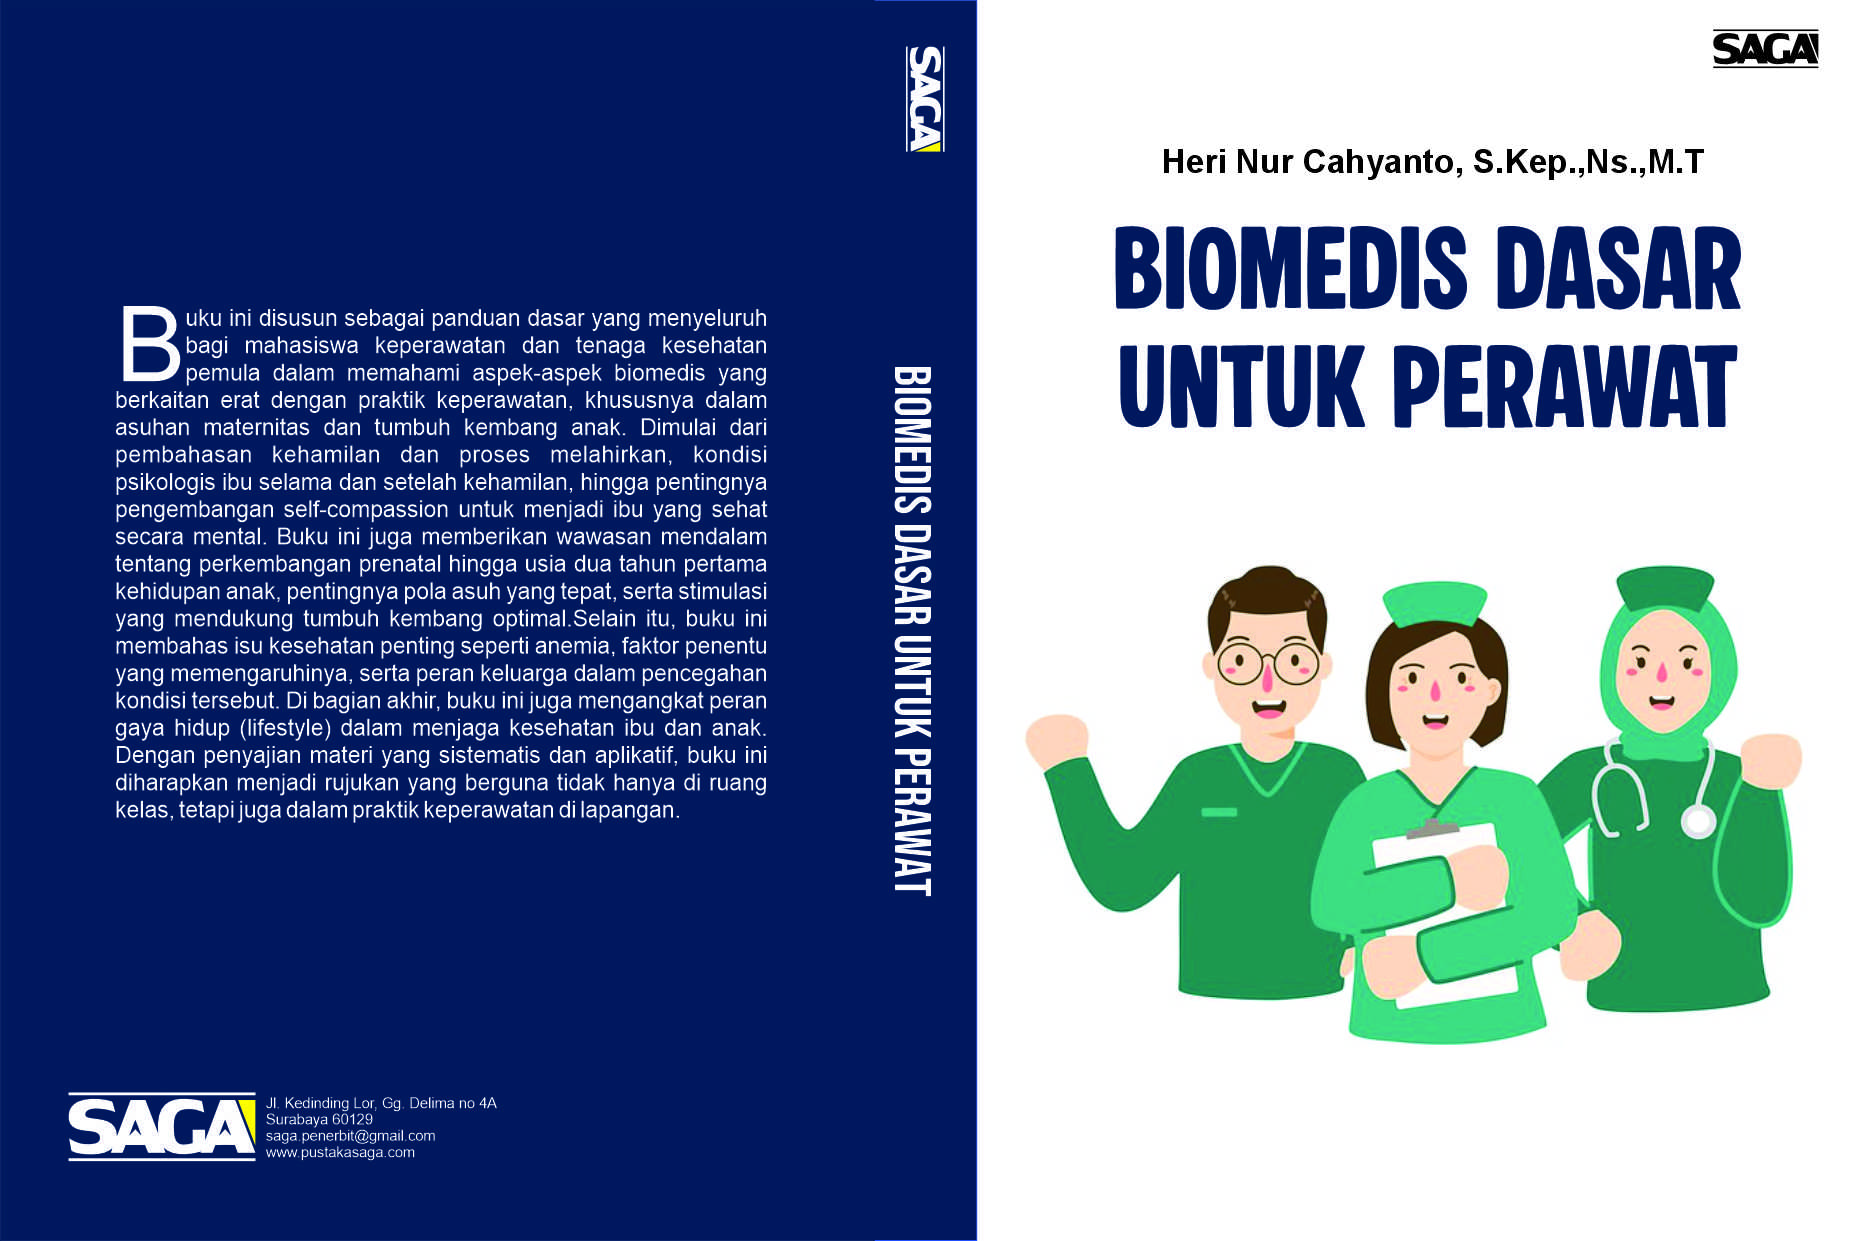 Buku ini disusun sebagai panduan dasar yang menyeluruh
bagi mahasiswa keperawatan dan tenaga kesehatan
pemula dalam memahami aspek-aspek biomedis yang
berkaitan erat dengan praktik keperawatan, khususnya dalam
asuhan maternitas dan tumbuh kembang anak. Dimulai dari
pembahasan kehamilan dan proses melahirkan, kondisi
psikologis ibu selama dan setelah kehamilan, hingga pentingnya
pengembangan self-compassion untuk menjadi ibu yang sehat
secara mental. Buku ini juga memberikan wawasan mendalam
tentang perkembangan prenatal hingga usia dua tahun pertama
kehidupan anak, pentingnya pola asuh yang tepat, serta stimulasi
yang mendukung tumbuh kembang optimal.Selain itu, buku ini
membahas isu kesehatan penting seperti anemia, faktor penentu
yang memengaruhinya, serta peran keluarga dalam pencegahan
kondisi tersebut. Di bagian akhir, buku ini juga mengangkat peran
gaya hidup (lifestyle) dalam menjaga kesehatan ibu dan anak.
Dengan penyajian materi yang sistematis dan aplikatif, buku ini
diharapkan menjadi rujukan yang berguna tidak hanya di ruang
kelas, tetapi juga dalam praktik keperawatan di lapangan.
SAGA
Jl. Kedinding Lor, Gg. Delima no 4A
Surabaya 60129
saga.penerbit@gmail.com
www.pustakasaga.com
SAGA
BIOMEDIS DASAR UNTUK PERAWAT
SAGA
Heri Nur Cahyanto, S.Kep.,Ns.,M.T
BIOMEDIS DASAR
UNTUK PERAWAT